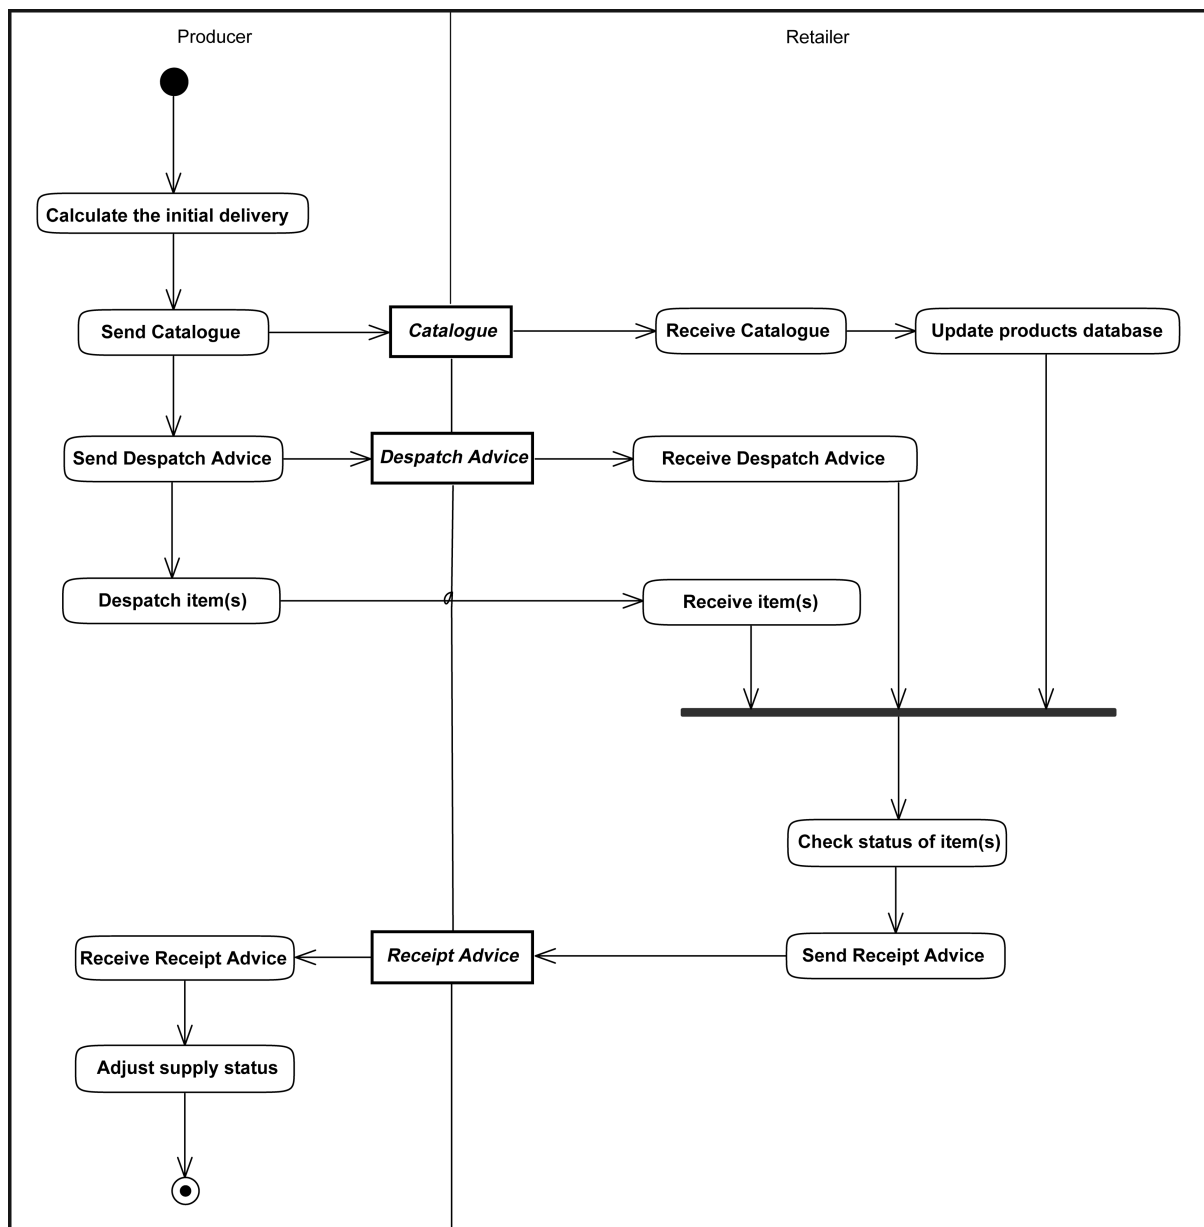 Producer
Retailer
Calculate the initial delivery
Send Catalogue
Catalogue
Receive Catalogue
Update products database
Send Despatch Advice
Despatch Advice
Receive Despatch Advice
Despatch item(s)
Receive item(s)
Check status of item(s)
Receive Receipt Advice
Receipt Advice
Send Receipt Advice
Adjust supply status